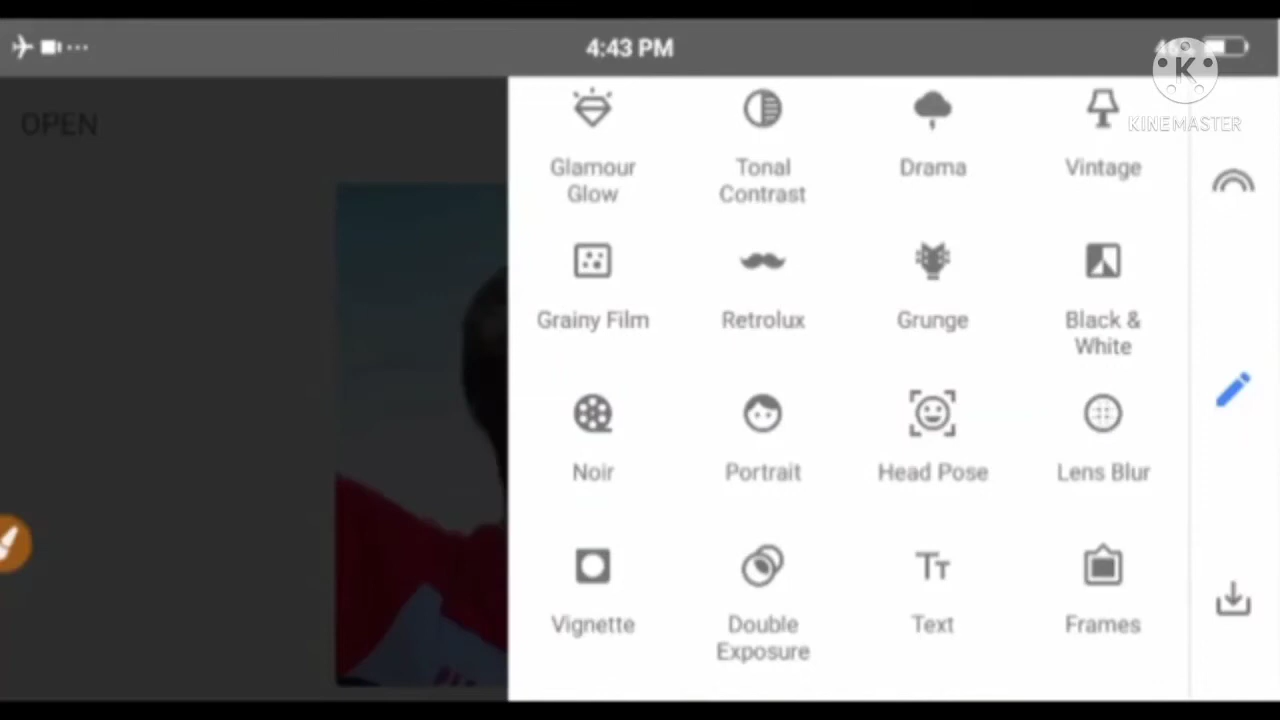 4:43 PM
KINEMASTER
OPEN
Glamour
Glow
Tonal
Contrast
Drama
Vintage
Grainy Film
Retrolux
Grunge
Black &
White
Noir
Portrait
Head Pose
Lens Blur
Vignette
Double
Exposure
Text
Frames